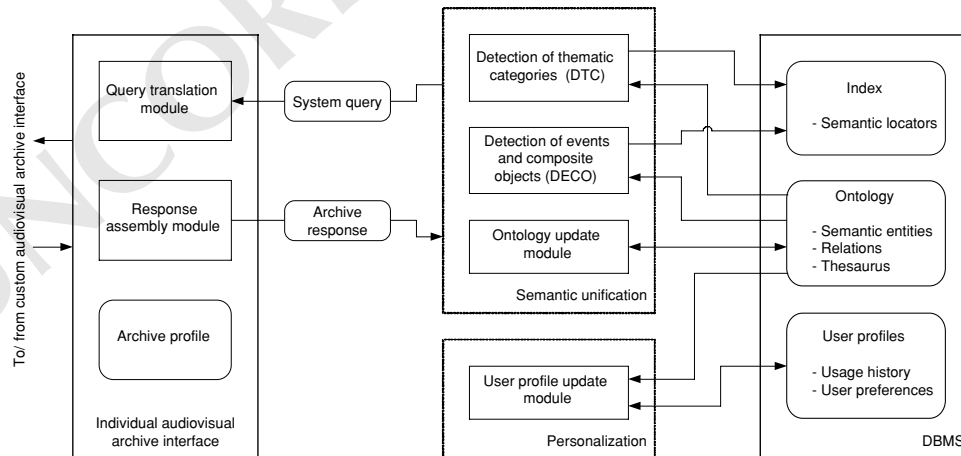 To/ from custom audiovisual archive interface
Query translation
module
Response
assembly module
Archive profile
Individual audiovisual
archive interface
System query
Archive
response
Detection of thematic
categories (DTC)
Detection of events
and composite
objects (DECO)
Ontology update
module
Semantic unification
User profile update
module
Personalization
Index
- Semantic locators
Ontology
- Semantic entities
- Relations
- Thesaurus
User profiles
- Usage history
- User preferences
DBMS